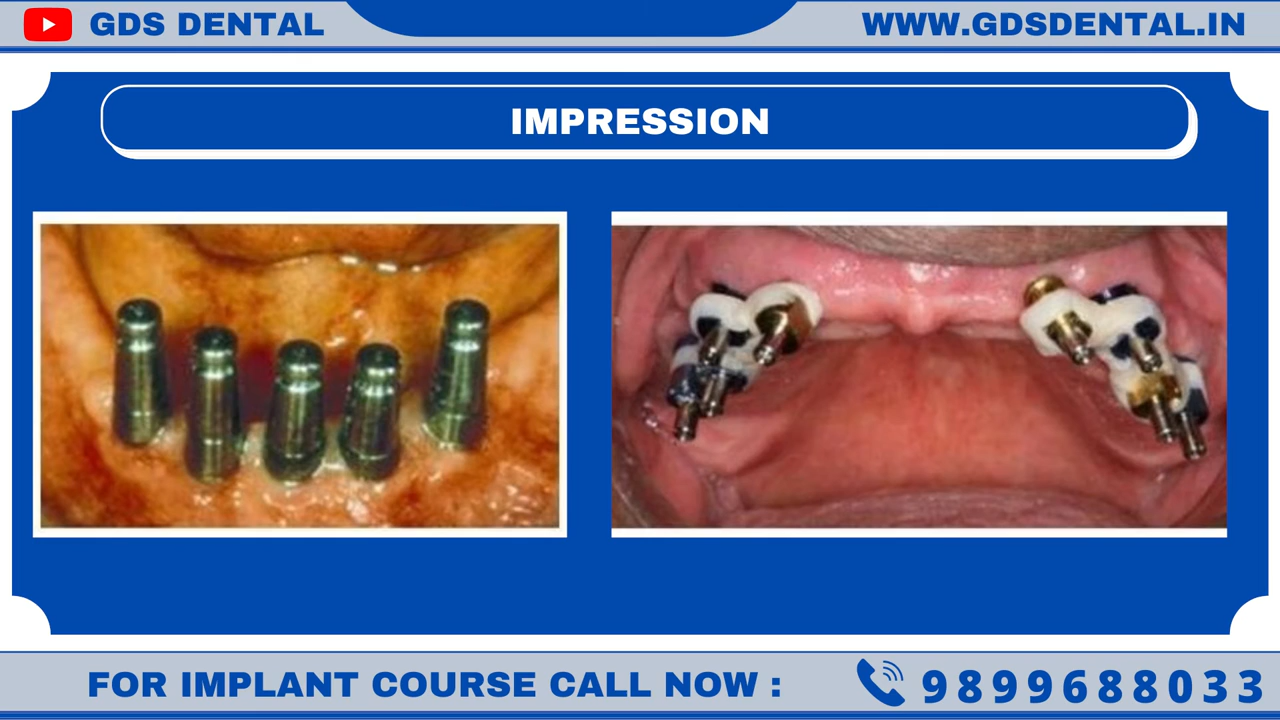 GDS DENTAL
WWW.GDSDENTAL.IN
IMPRESSION
FOR IMPLANT COURSE CALL NOW :
9899688033